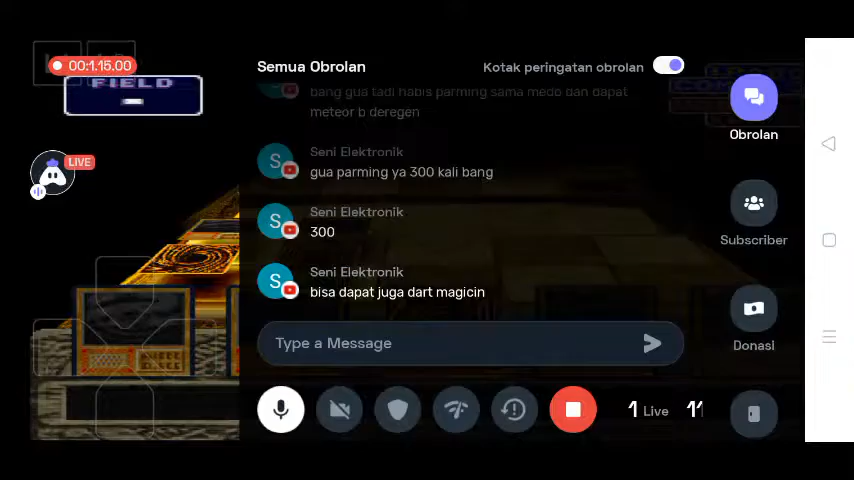 00:1.15.00
FIELD
LIVE
Semua Obrolan
Kotak peringatan obrolan
bang gua tadi habis parming sama medo dan dapat
meteor b deregen
S
Seni Elektronik
gua parming ya 300 kali bang
S
Seni Elektronik
300
S
Seni Elektronik
bisa dapat juga dart magicin
Type a Message
1 Live
11
Obrolan
Subscriber
Donasi